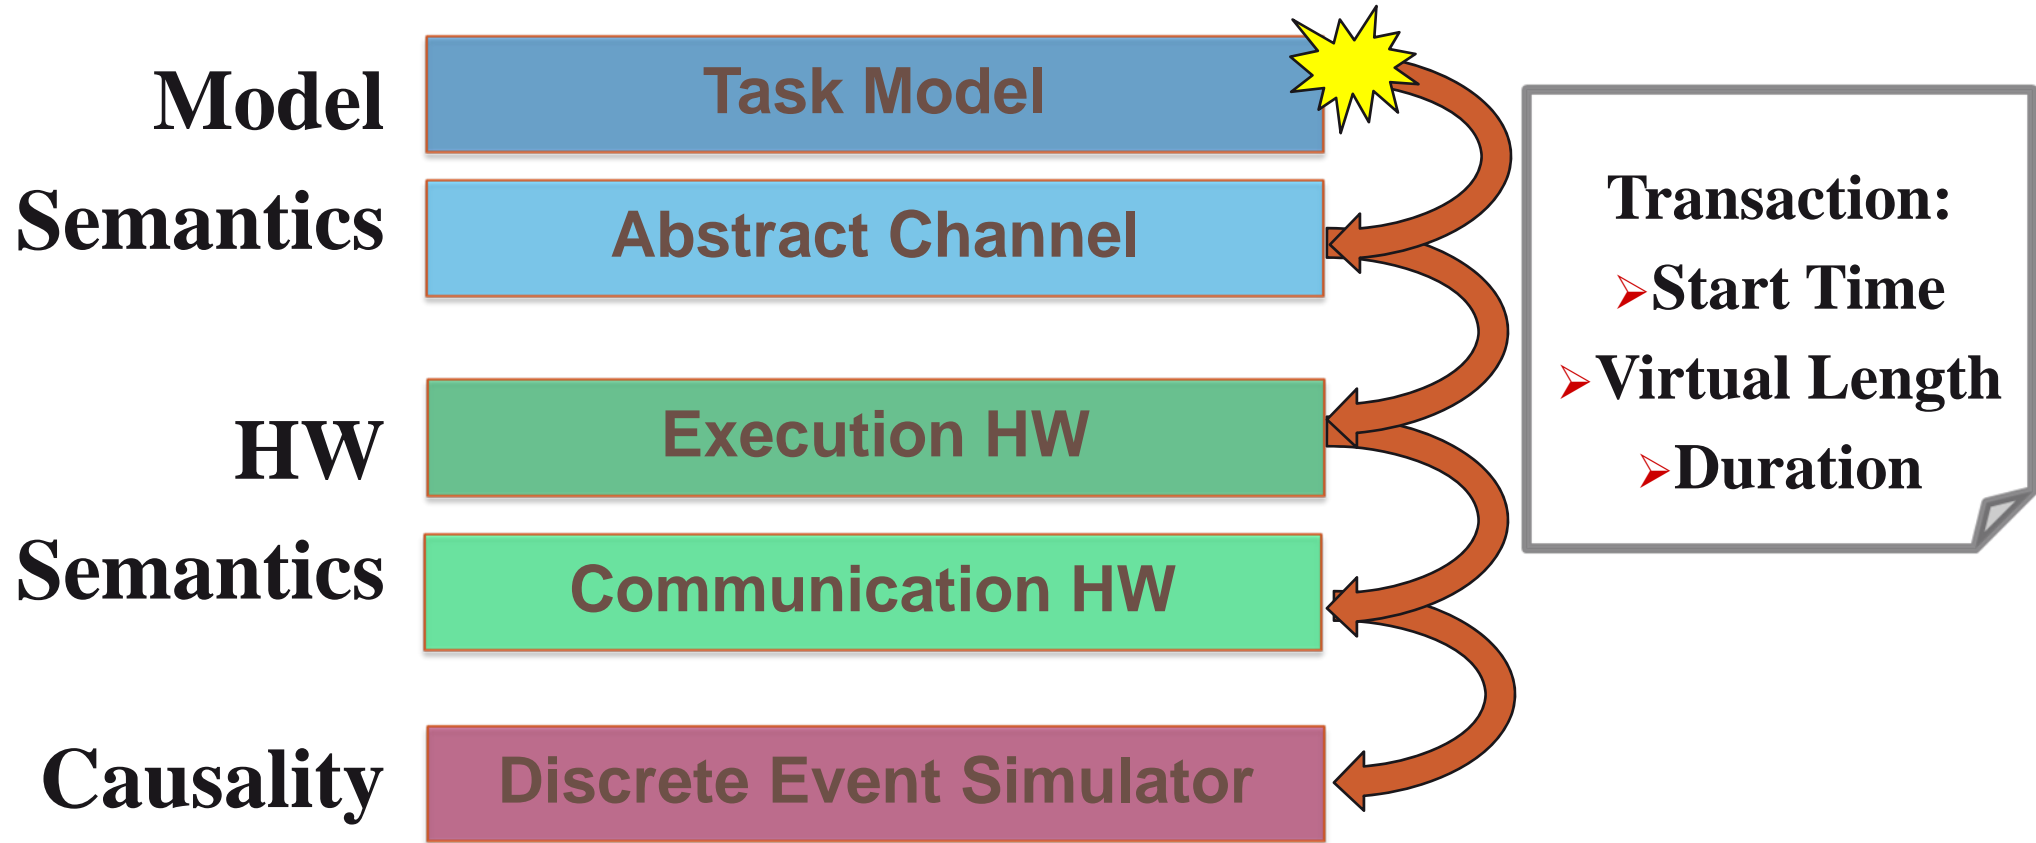 Model
Semantics
Task Model
Abstract Channel
HW
Semantics
Execution HW
Communication HW
Causality
Discrete Event Simulator
Transaction:
Start Time
Virtual Length
Duration